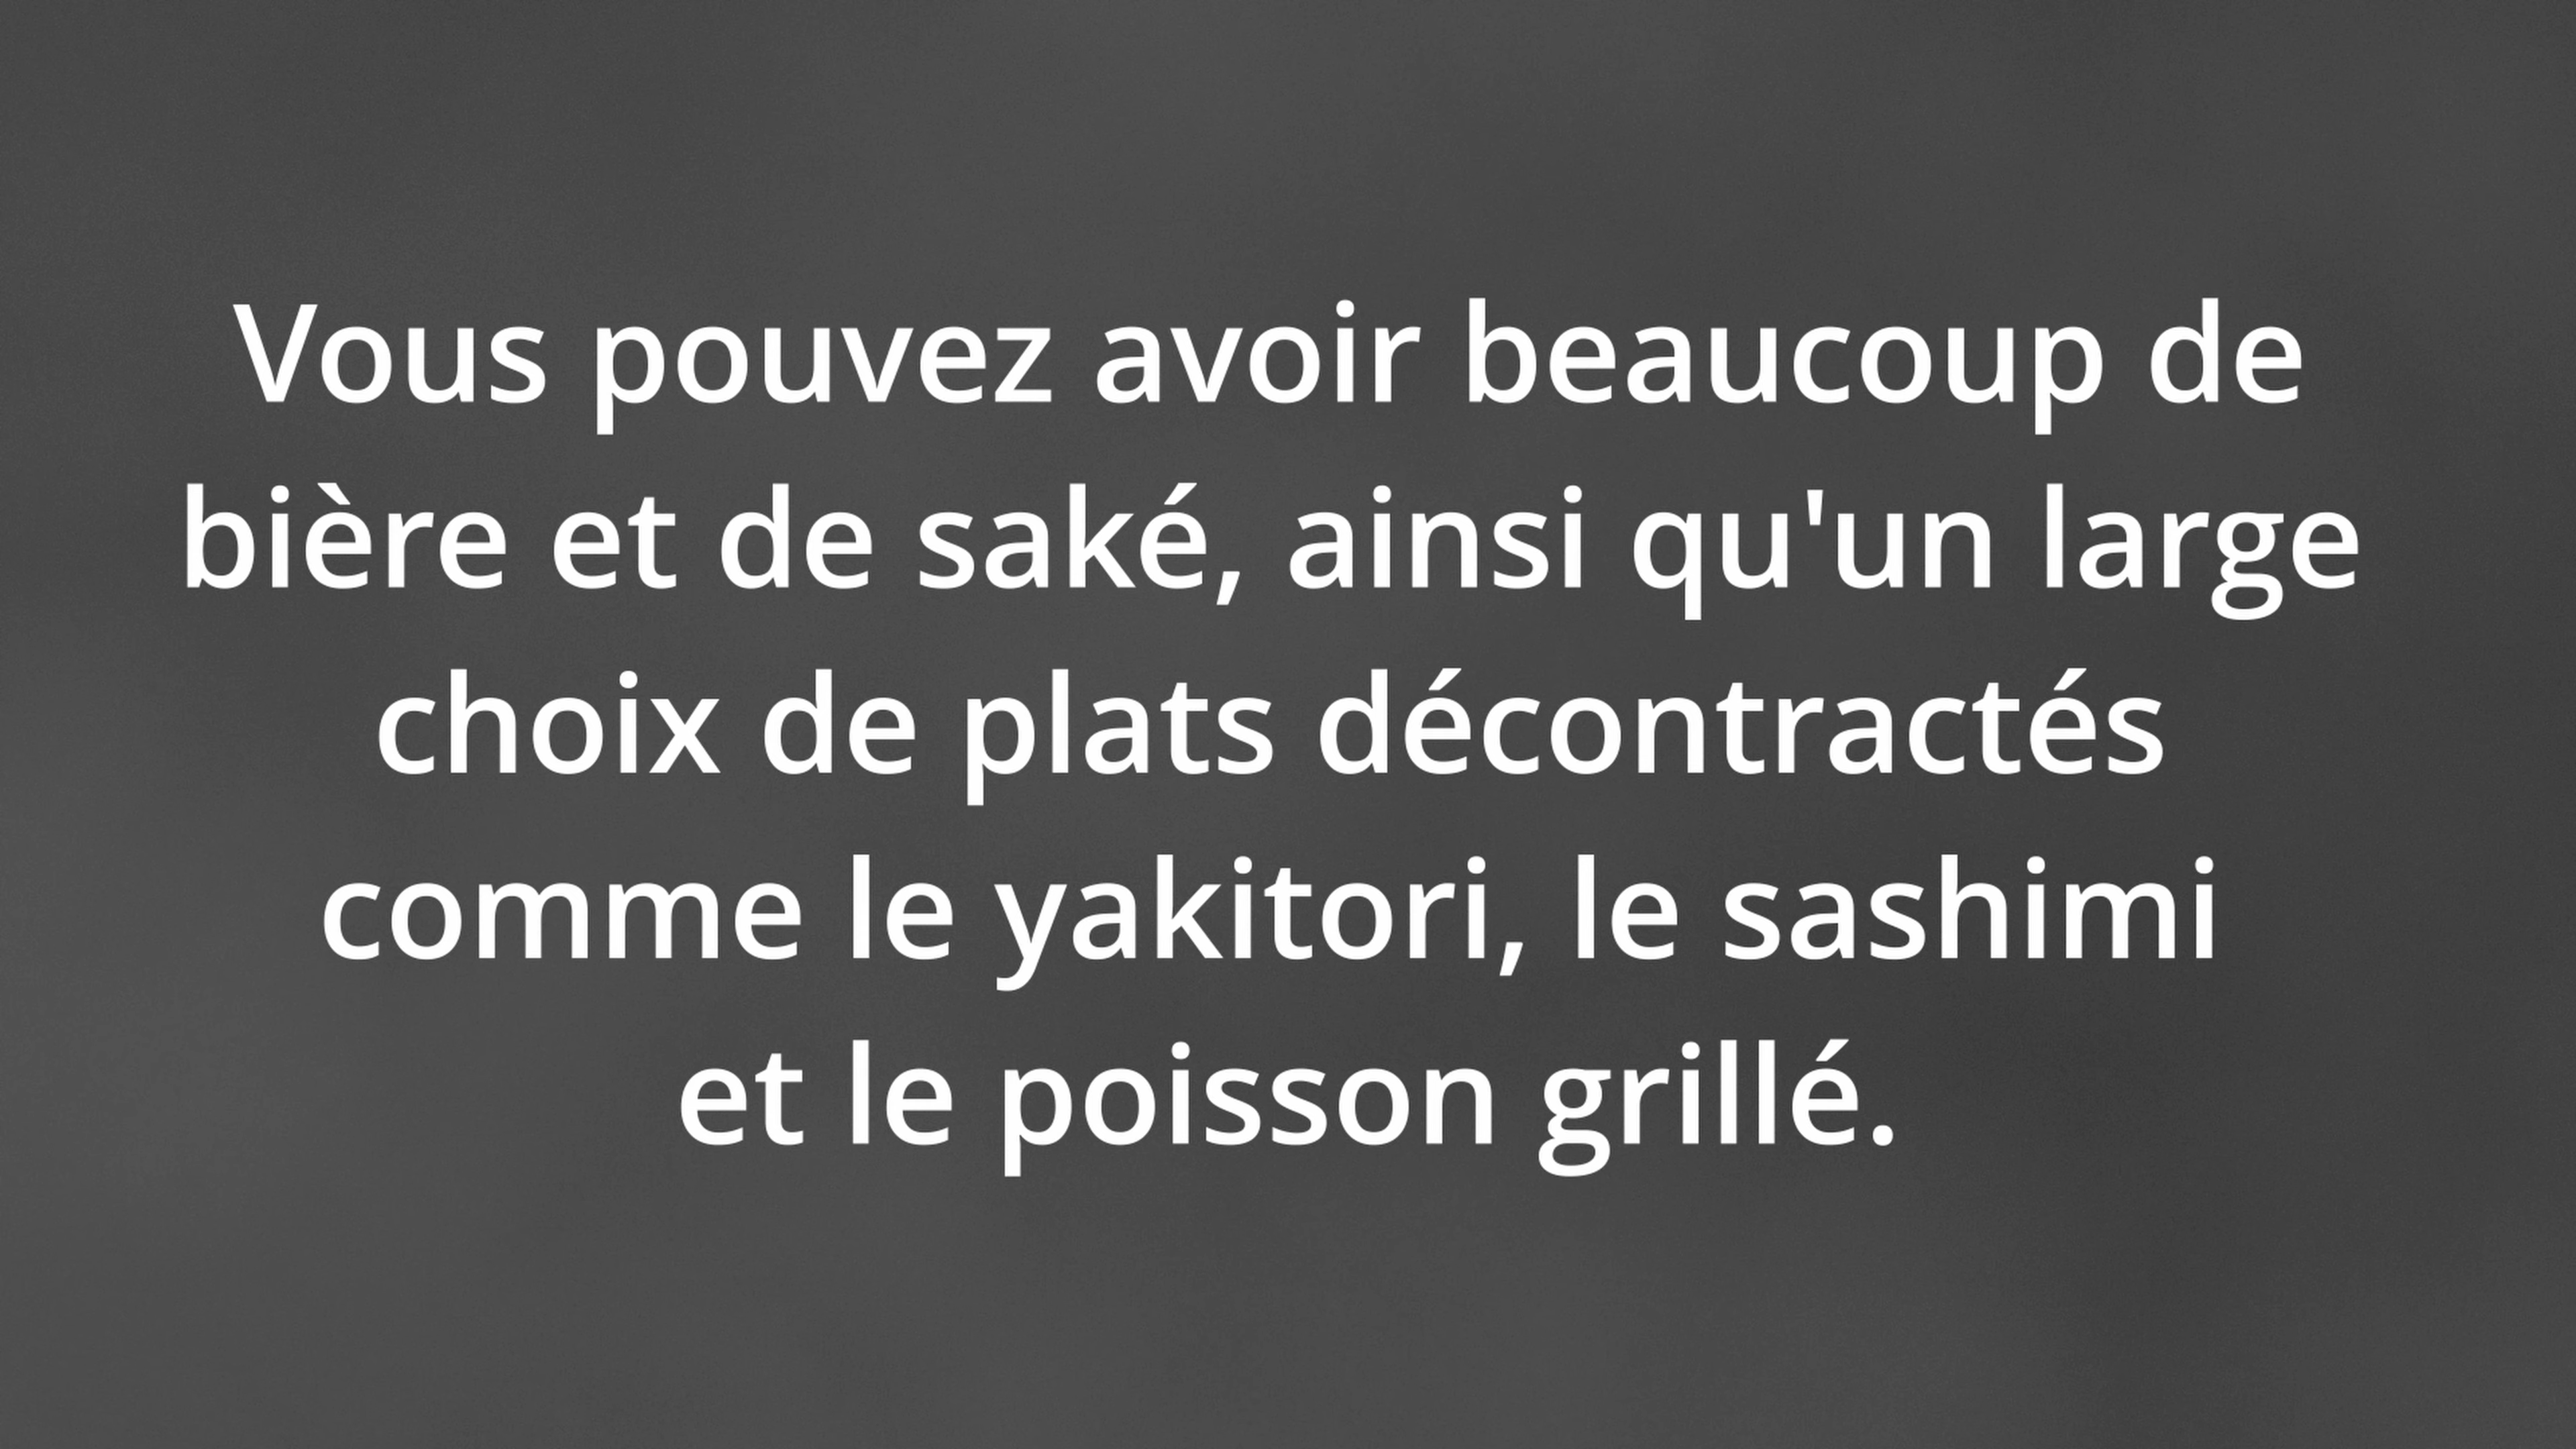 Vous pouvez avoir beaucoup de
bière et de saké, ainsi qu'un large
choix de plats décontractés
comme le yakitori, le sashimi
et le poisson grillé.